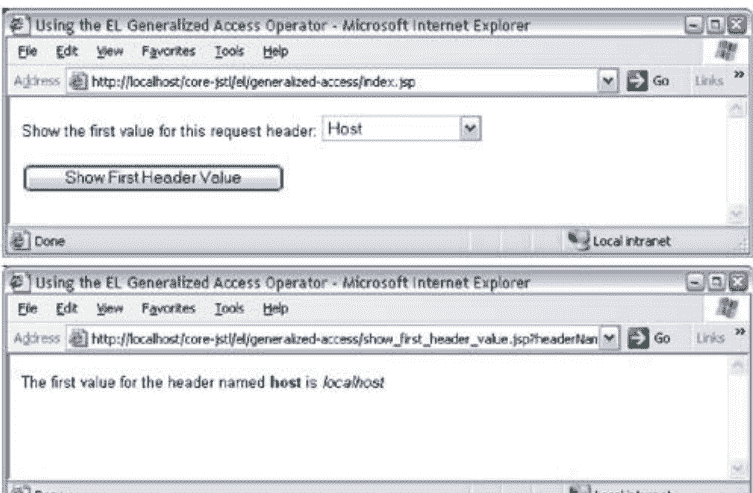 Using the EL Generalized Access Operator - Microsoft Internet Explorer
File Edit View Favorites Tools Help
Address http://localhost/core-jstl/el/generalized-access/index.jsp Go Links »
Show the first value for this request header: Host
Show First Header Value
Done Local intranet
Using the EL Generalized Access Operator - Microsoft Internet Explorer
File Edit View Favorites Tools Help
Address http://localhost/core-jstl/el/generalized-access/show_first_header_value.jsp?headerNan Go Links »
The first value for the header named host is localhost